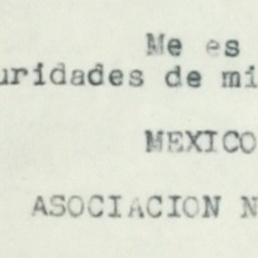 Me es
uridades de mi
MEXICO
ASOCIACION N